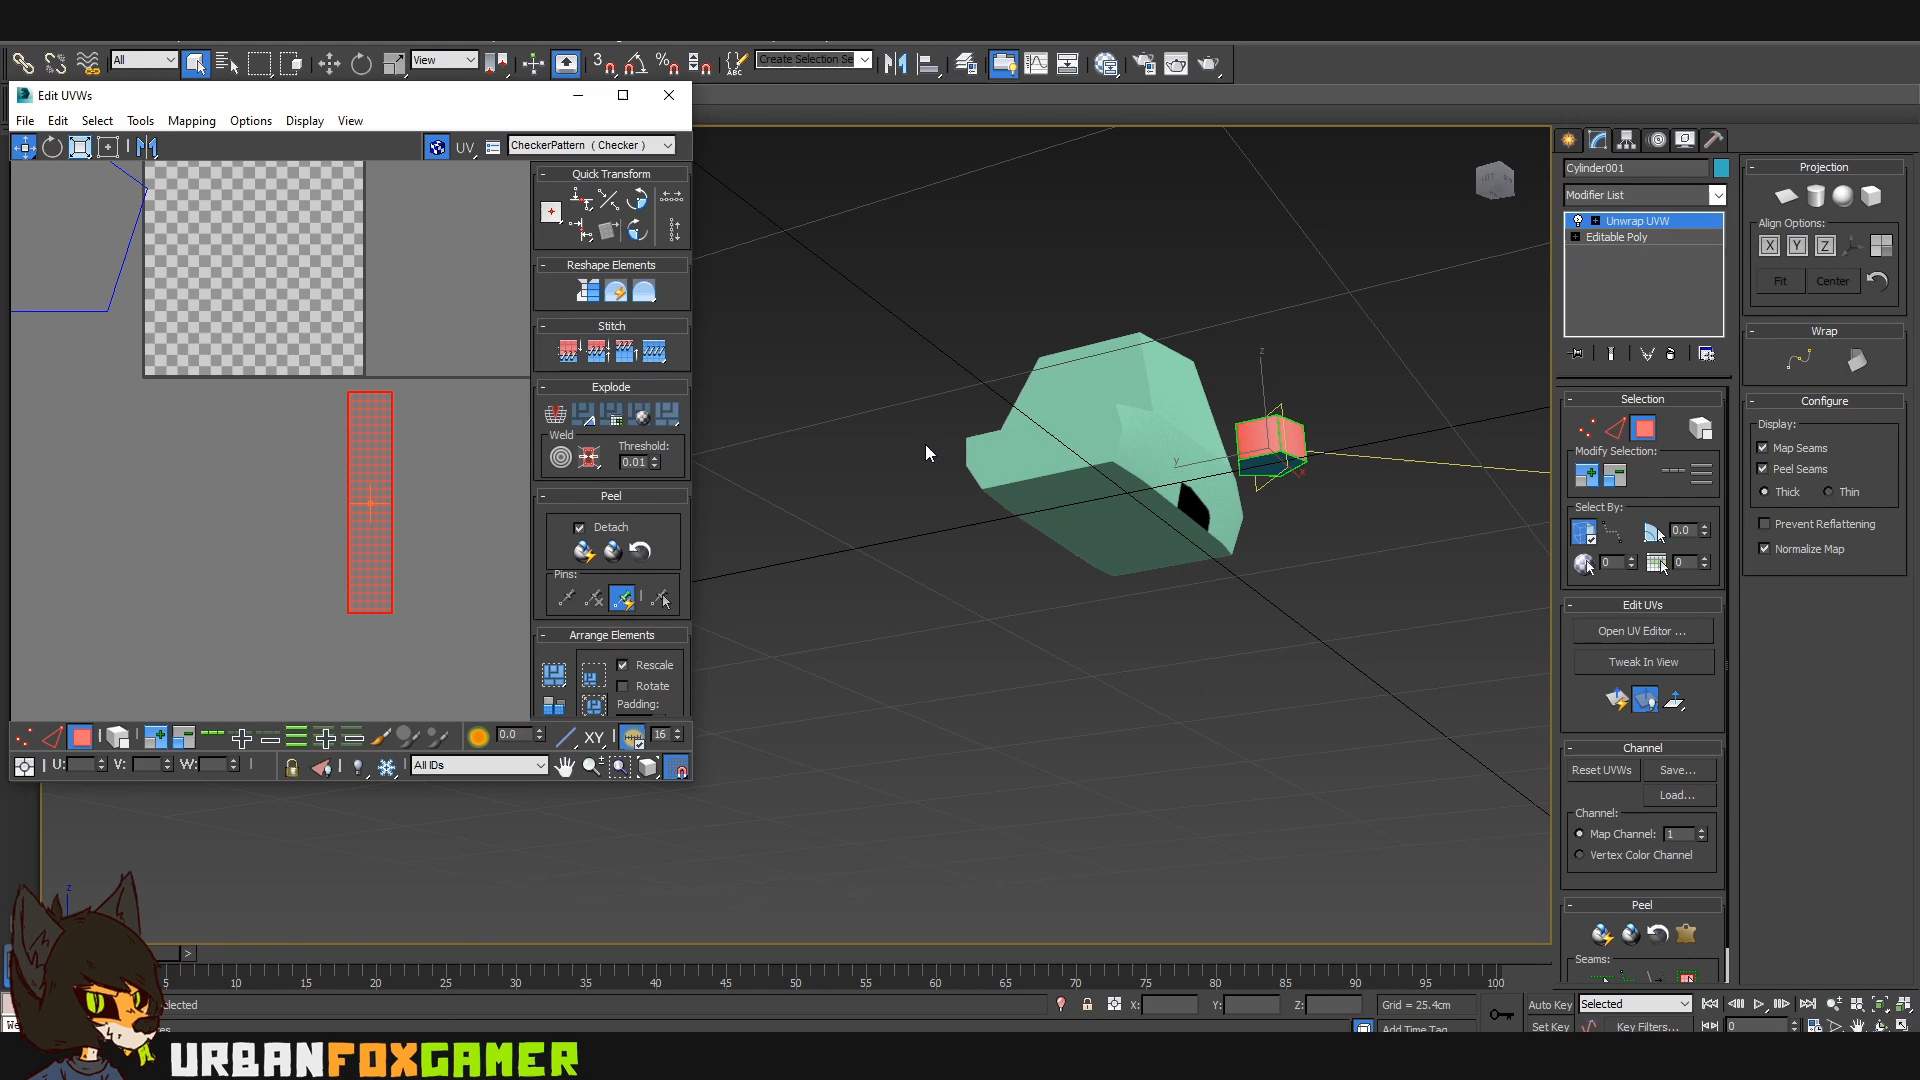 All
View
3
ABC
Create Selection Se
Edit UVWs
File Edit Select Tools Mapping Options Display View
UV
CheckerPattern ( Checker )
Quick Transform
Reshape Elements
Stitch
Explode
Weld
Threshold:
0.01
Peel
Detach
Pins:
Arrange Elements
Rescale
Rotate
Padding:
0.0
XY
16
U: V: W:
All IDs
z
y
x
z
LEFT
Cylinder001
Modifier List
Unwrap UVW
Editable Poly
Selection
Modify Selection:
Select By:
0.0
0
0
Edit UVs
Open UV Editor ...
Tweak In View
Channel
Reset UVWs Save...
Load...
Channel:
Map Channel: 1
Vertex Color Channel
Peel
Seams:
Projection
Align Options:
X Y Z
Fit Center
Wrap
Configure
Display:
Map Seams
Peel Seams
Thick Thin
Prevent Reflattening
Normalize Map
>
5 10 15 20 25 30 35 40 45 50 55 60 65 70 75 80 85 90 95 100
lected
X: Y: Z: Grid = 25.4cm
Auto Key Selected
We
Add Time Tag
Set Key Key Filters... 0
URBANFOXGAMER